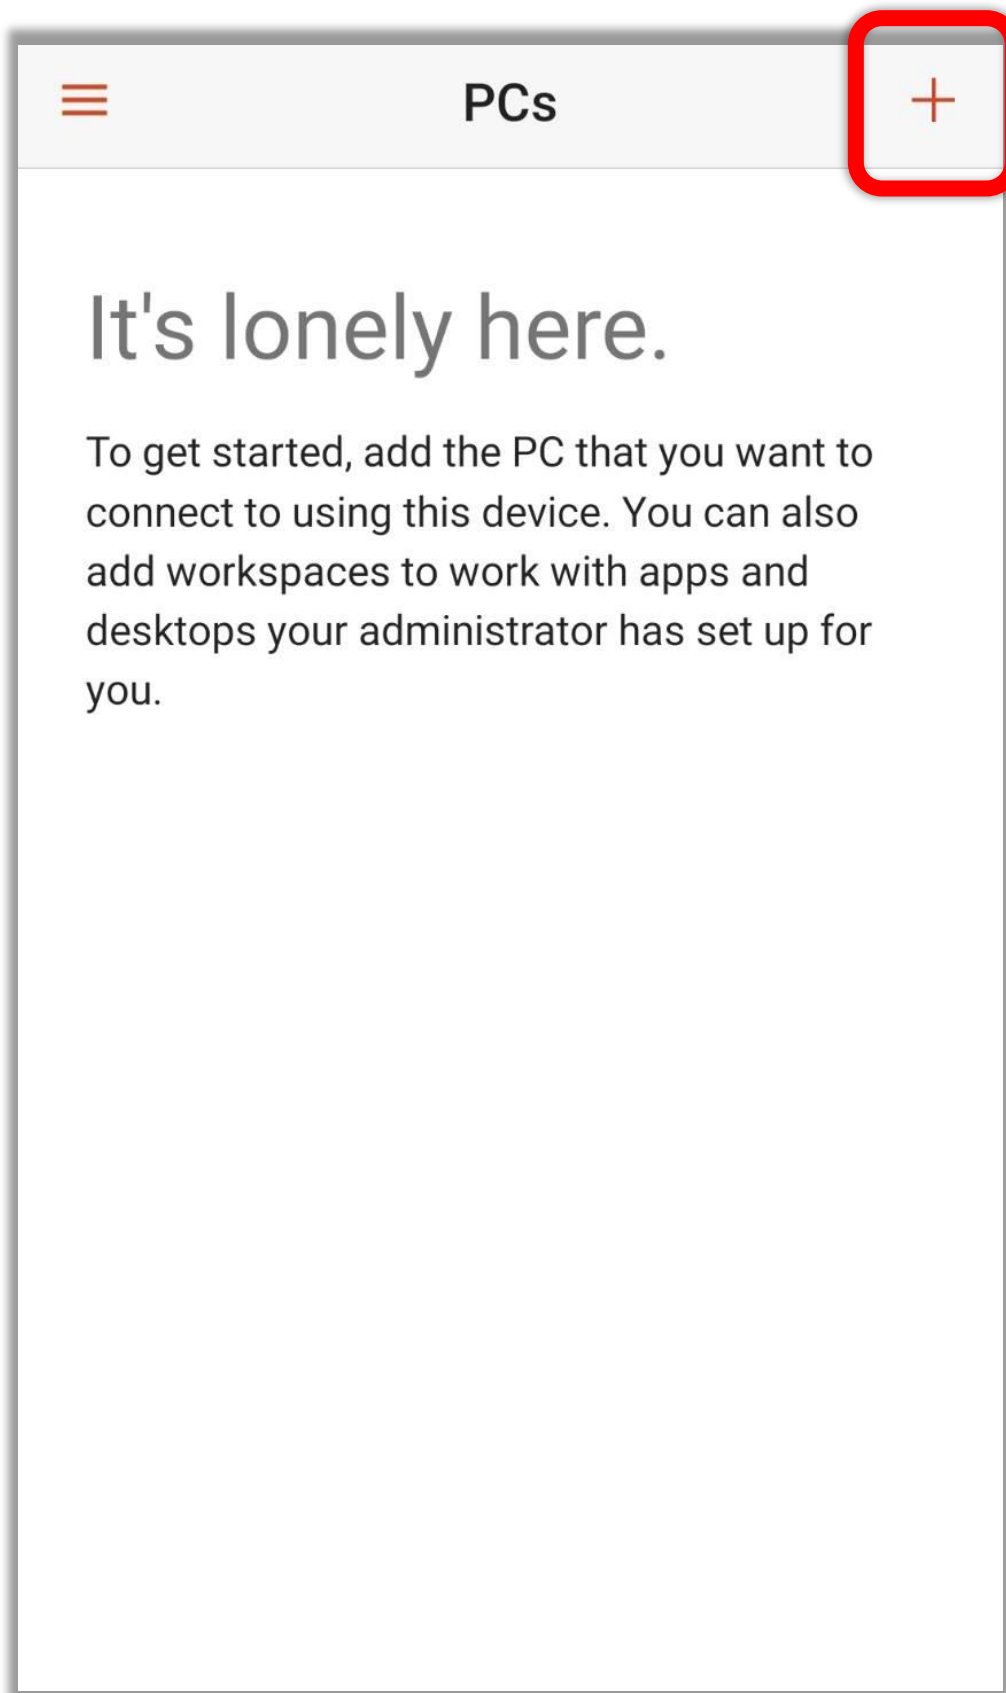 PCs
It's lonely here.
To get started, add the PC that you want to
connect to using this device. You can also
add workspaces to work with apps and
desktops your administrator has set up for
you.